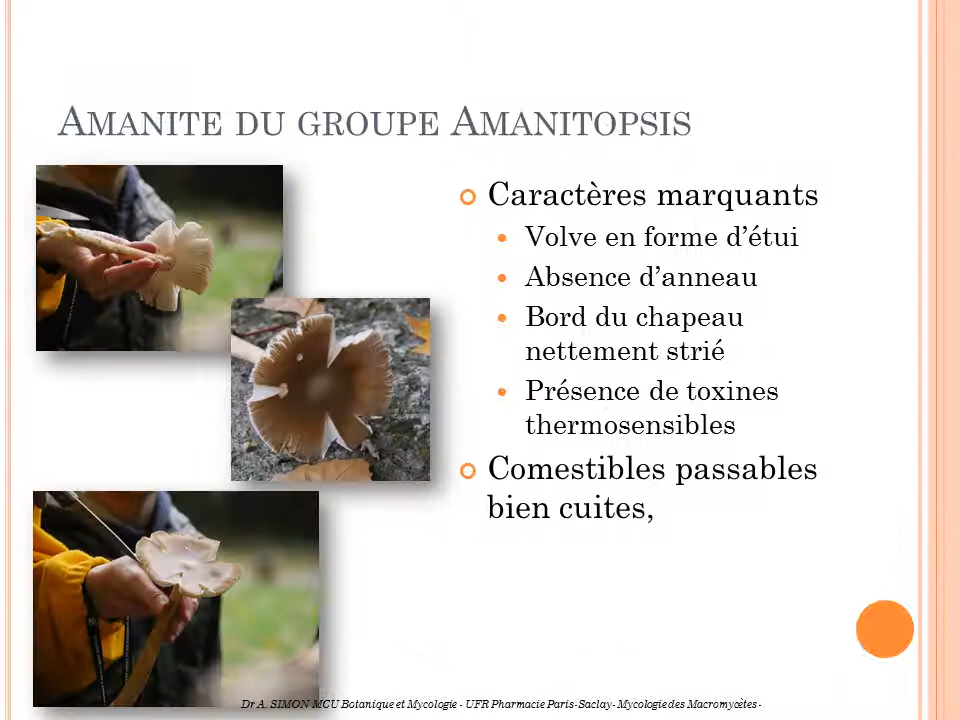 AMANITE DU GROUPE AMANITOPSIS
Caractères marquants
Volve en forme d’étui
Absence d’anneau
Bord du chapeau
nettement strié
Présence de toxines
thermosensibles
Comestibles passables
bien cuites,
Dr A. SIMON MCU Botanique et Mycologie - UFR Pharmacie Paris-Saclay- Mycologie des Macromycètes -